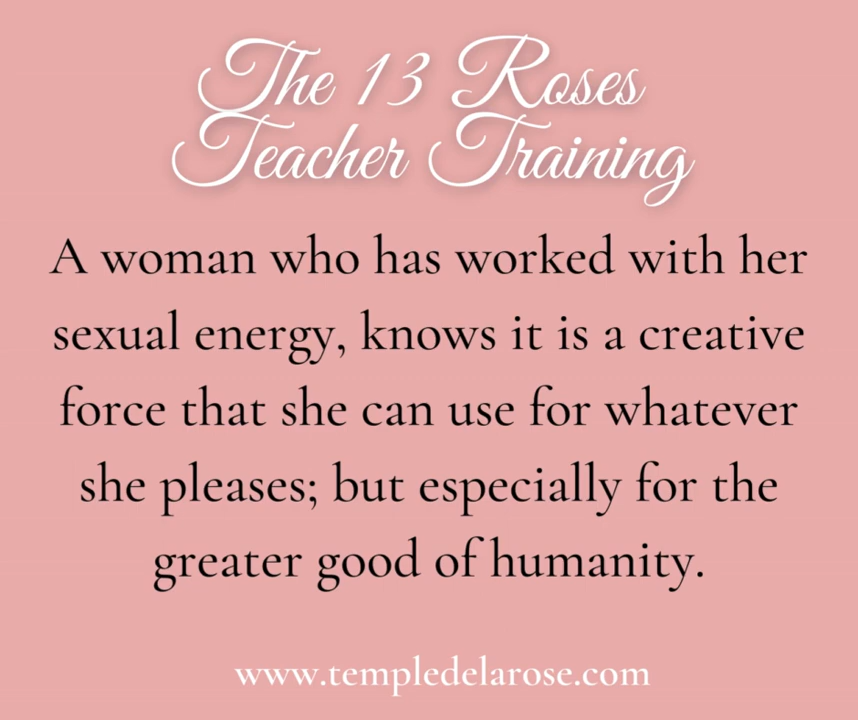 The 13 Roses
Teacher Training
A woman who has worked with her
sexual energy, knows it is a creative
force that she can use for whatever
she pleases; but especially for the
greater good of humanity.
www.templedelarose.com